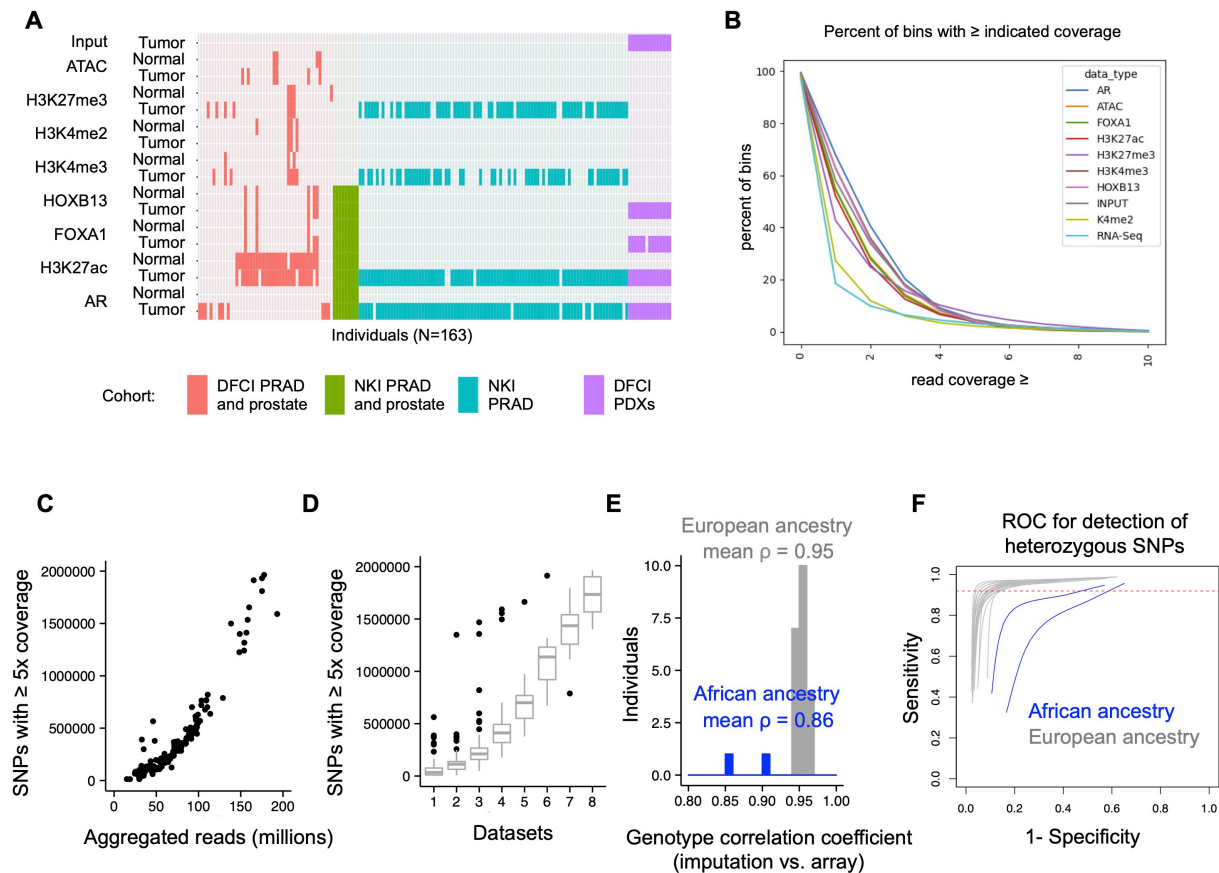 A
Input
Tumor
ATAC
Normal
Tumor
H3K27me3
Normal
Tumor
H3K4me2
Normal
Tumor
H3K4me3
Normal
Tumor
HOXB13
Normal
Tumor
FOXA1
Normal
Tumor
H3K27ac
Normal
Tumor
AR
Normal
Tumor
Individuals (N=163)
Cohort:
DFCI PRAD
and prostate
NKI PRAD
and prostate
NKI
PRAD
DFCI
PDXs
B
Percent of bins with ≥ indicated coverage
percent of bins
100
80
60
40
20
0
0
2
4
6
8
10
read coverage ≥
data_type
AR
ATAC
FOXA1
H3K27ac
H3K27me3
H3K4me3
HOXB13
INPUT
K4me2
RNA-Seq
C
SNPs with ≥ 5x coverage
2000000
1500000
1000000
500000
0
0 50 100 150 200
Aggregated reads (millions)
D
SNPs with ≥ 5x coverage
2000000
1500000
1000000
500000
0
1 2 3 4 5 6 7 8
Datasets
E
European ancestry
mean ρ = 0.95
Individuals
10.0
7.5
5.0
2.5
0.0
African ancestry
mean ρ = 0.86
0.80 0.85 0.90 0.95 1.00
Genotype correlation coefficient
(imputation vs. array)
F
ROC for detection of
heterozygous SNPs
Sensitivity
1.0
0.8
0.6
0.4
0.2
0.0
African ancestry
European ancestry
0.0 0.2 0.4 0.6 0.8 1.0
1- Specificity